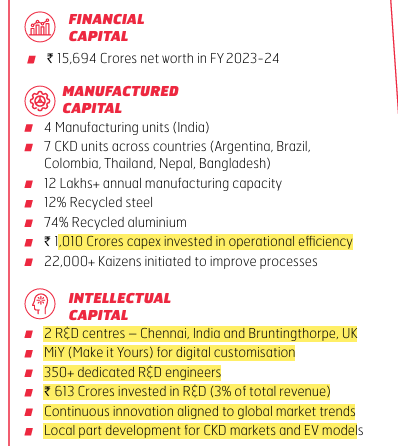 FINANCIAL
CAPITAL
₹ 15,694 Crores net worth in FY 2023-24
MANUFACTURED
CAPITAL
4 Manufacturing units (India)
7 CKD units across countries (Argentina, Brazil,
Colombia, Thailand, Nepal, Bangladesh)
12 Lakhs+ annual manufacturing capacity
12% Recycled steel
74% Recycled aluminium
₹ 1,010 Crores capex invested in operational efficiency
22,000+ Kaizens initiated to improve processes
INTELLECTUAL
CAPITAL
2 R&D centres – Chennai, India and Bruntingthorpe, UK
MiY (Make it Yours) for digital customisation
350+ dedicated R&D engineers
₹ 613 Crores invested in R&D (3% of total revenue)
Continuous innovation aligned to global market trends
Local part development for CKD markets and EV models